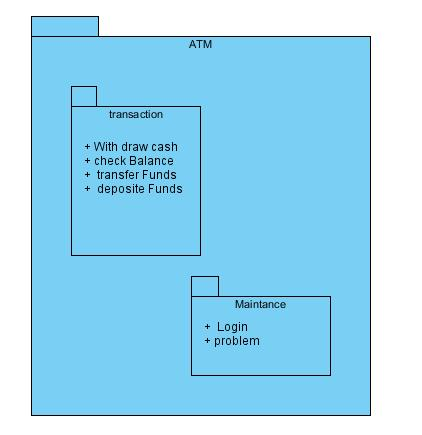 ATM
transaction
+ With draw cash
+ check Balance
+ transfer Funds
+ deposite Funds
Maintance
+ Login
+ problem